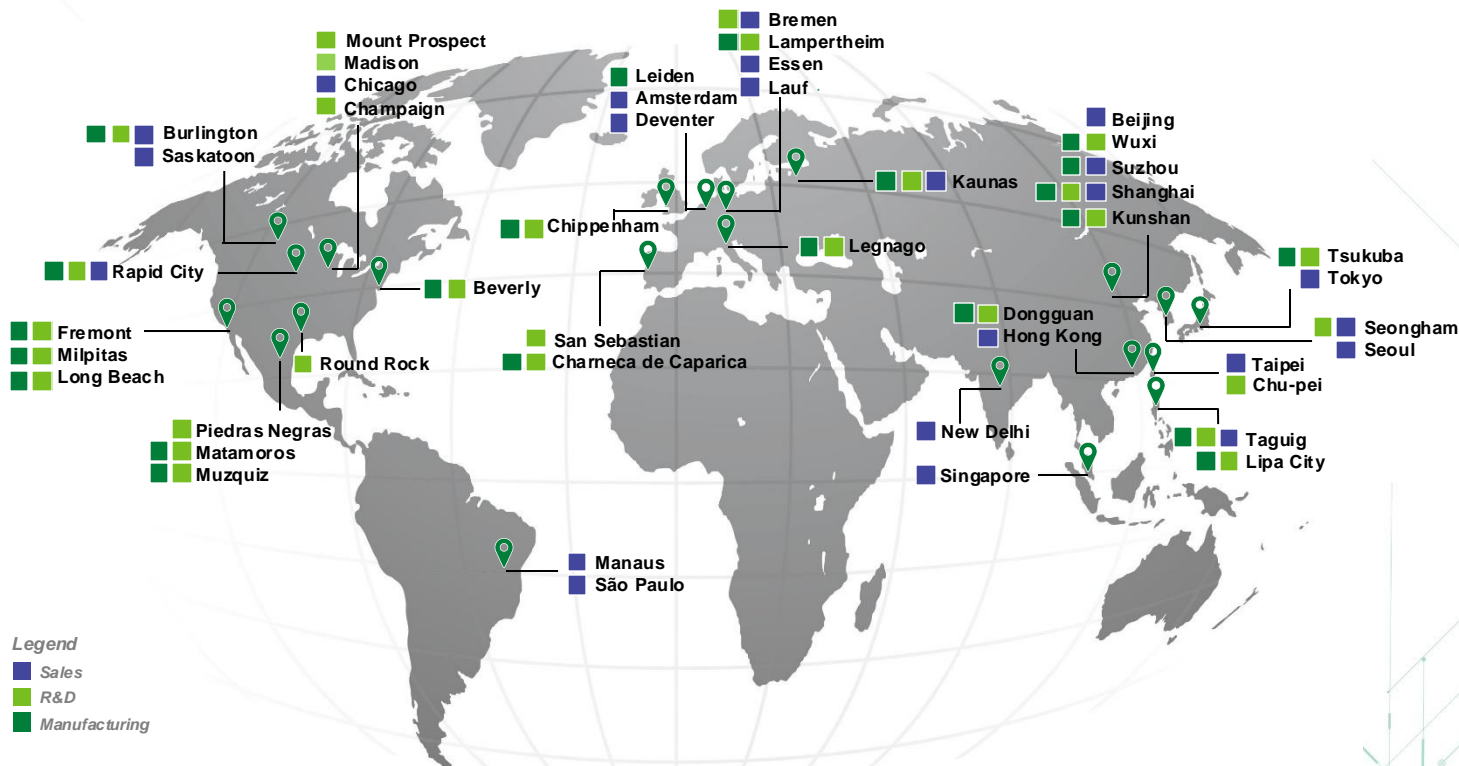 Mount Prospect
Madison
Chicago
Champaign
Burlington
Saskatoon
Rapid City
Beverly
Fremont
Milpitas
Long Beach
Round Rock
Piedras Negras
Matamoros
Muzquiz
Manaus
São Paulo
Leiden
Amsterdam
Deventer
Bremen
Lampertheim
Essen
Lauf
Kaunas
Chippenham
Legnago
San Sebastian
Charneca de Caparica
Beijing
Wuxi
Suzhou
Shanghai
Kunshan
Tsukuba
Tokyo
Dongguan
Hong Kong
Seongham
Seoul
Taipei
Chu-pei
New Delhi
Singapore
Taguig
Lipa City
Legend
Sales
R&D
Manufacturing